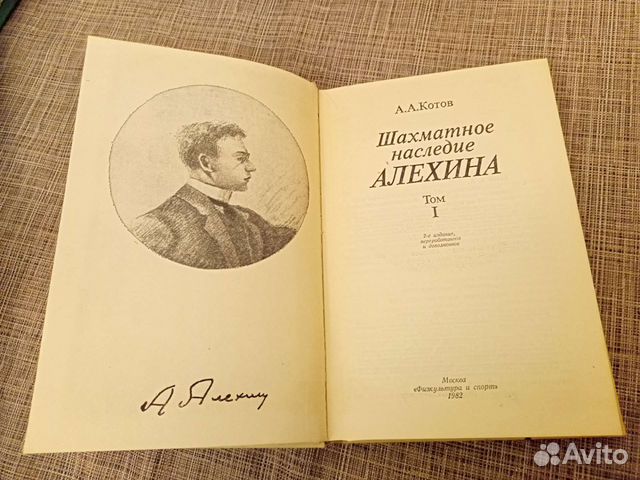 А. Алехин
А.А.Котов
Шахматное
наследие
АЛЕХИНА
Том
I
2-е издание,
переработанное
и дополненное
Москва
«Физкультура и спорт»
1982
Avito